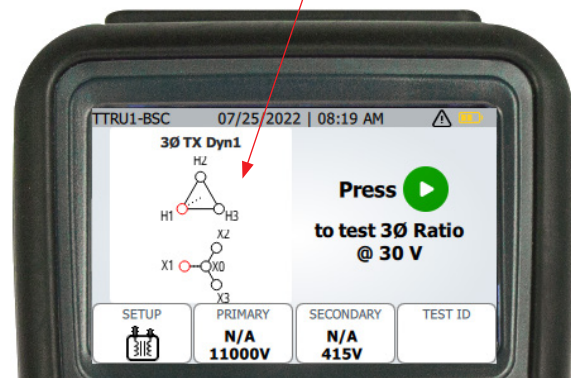 TTRU1-BSC 07/25/2022 | 08:19 AM
3Ø TX Dyn1
H2
H1 H3
X2
X1 X0
X3
Press
to test 3Ø Ratio
@ 30 V
SETUP
PRIMARY
N/A
11000V
SECONDARY
N/A
415V
TEST ID